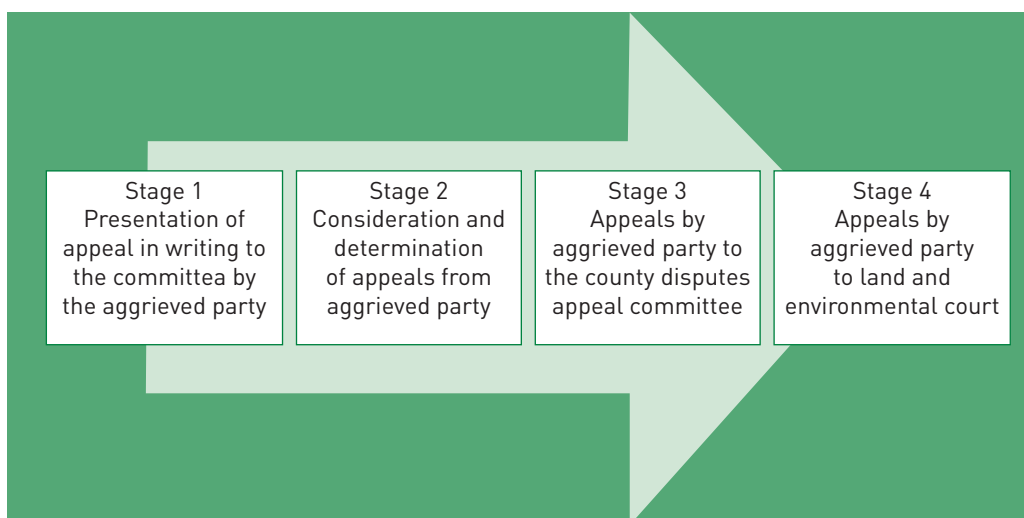 Stage 1
Presentation of
appeal in writing to
the committea by
the aggrieved party
Stage 2
Consideration and
determination
of appeals from
aggrieved party
Stage 3
Appeals by
aggrieved party to
the county disputes
appeal committee
Stage 4
Appeals by
aggrieved party
to land and
environmental court